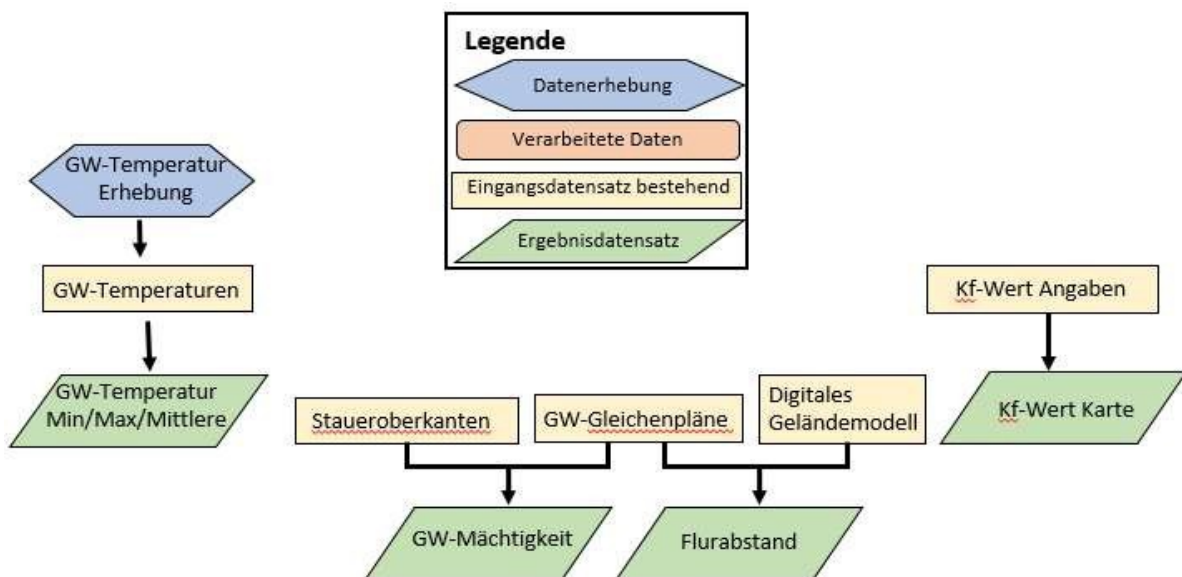 Legende
Datenerhebung
Verarbeitete Daten
Eingangsdatensatz bestehend
Ergebnisdatensatz
GW-Temperatur
Erhebung
GW-Temperaturen
GW-Temperatur
Min/Max/Mittlere
Staueroberkanten
GW-Gleichenpläne
Digitales
Geländemodell
GW-Mächtigkeit
Flurabstand
Kf-Wert Angaben
Kf-Wert Karte